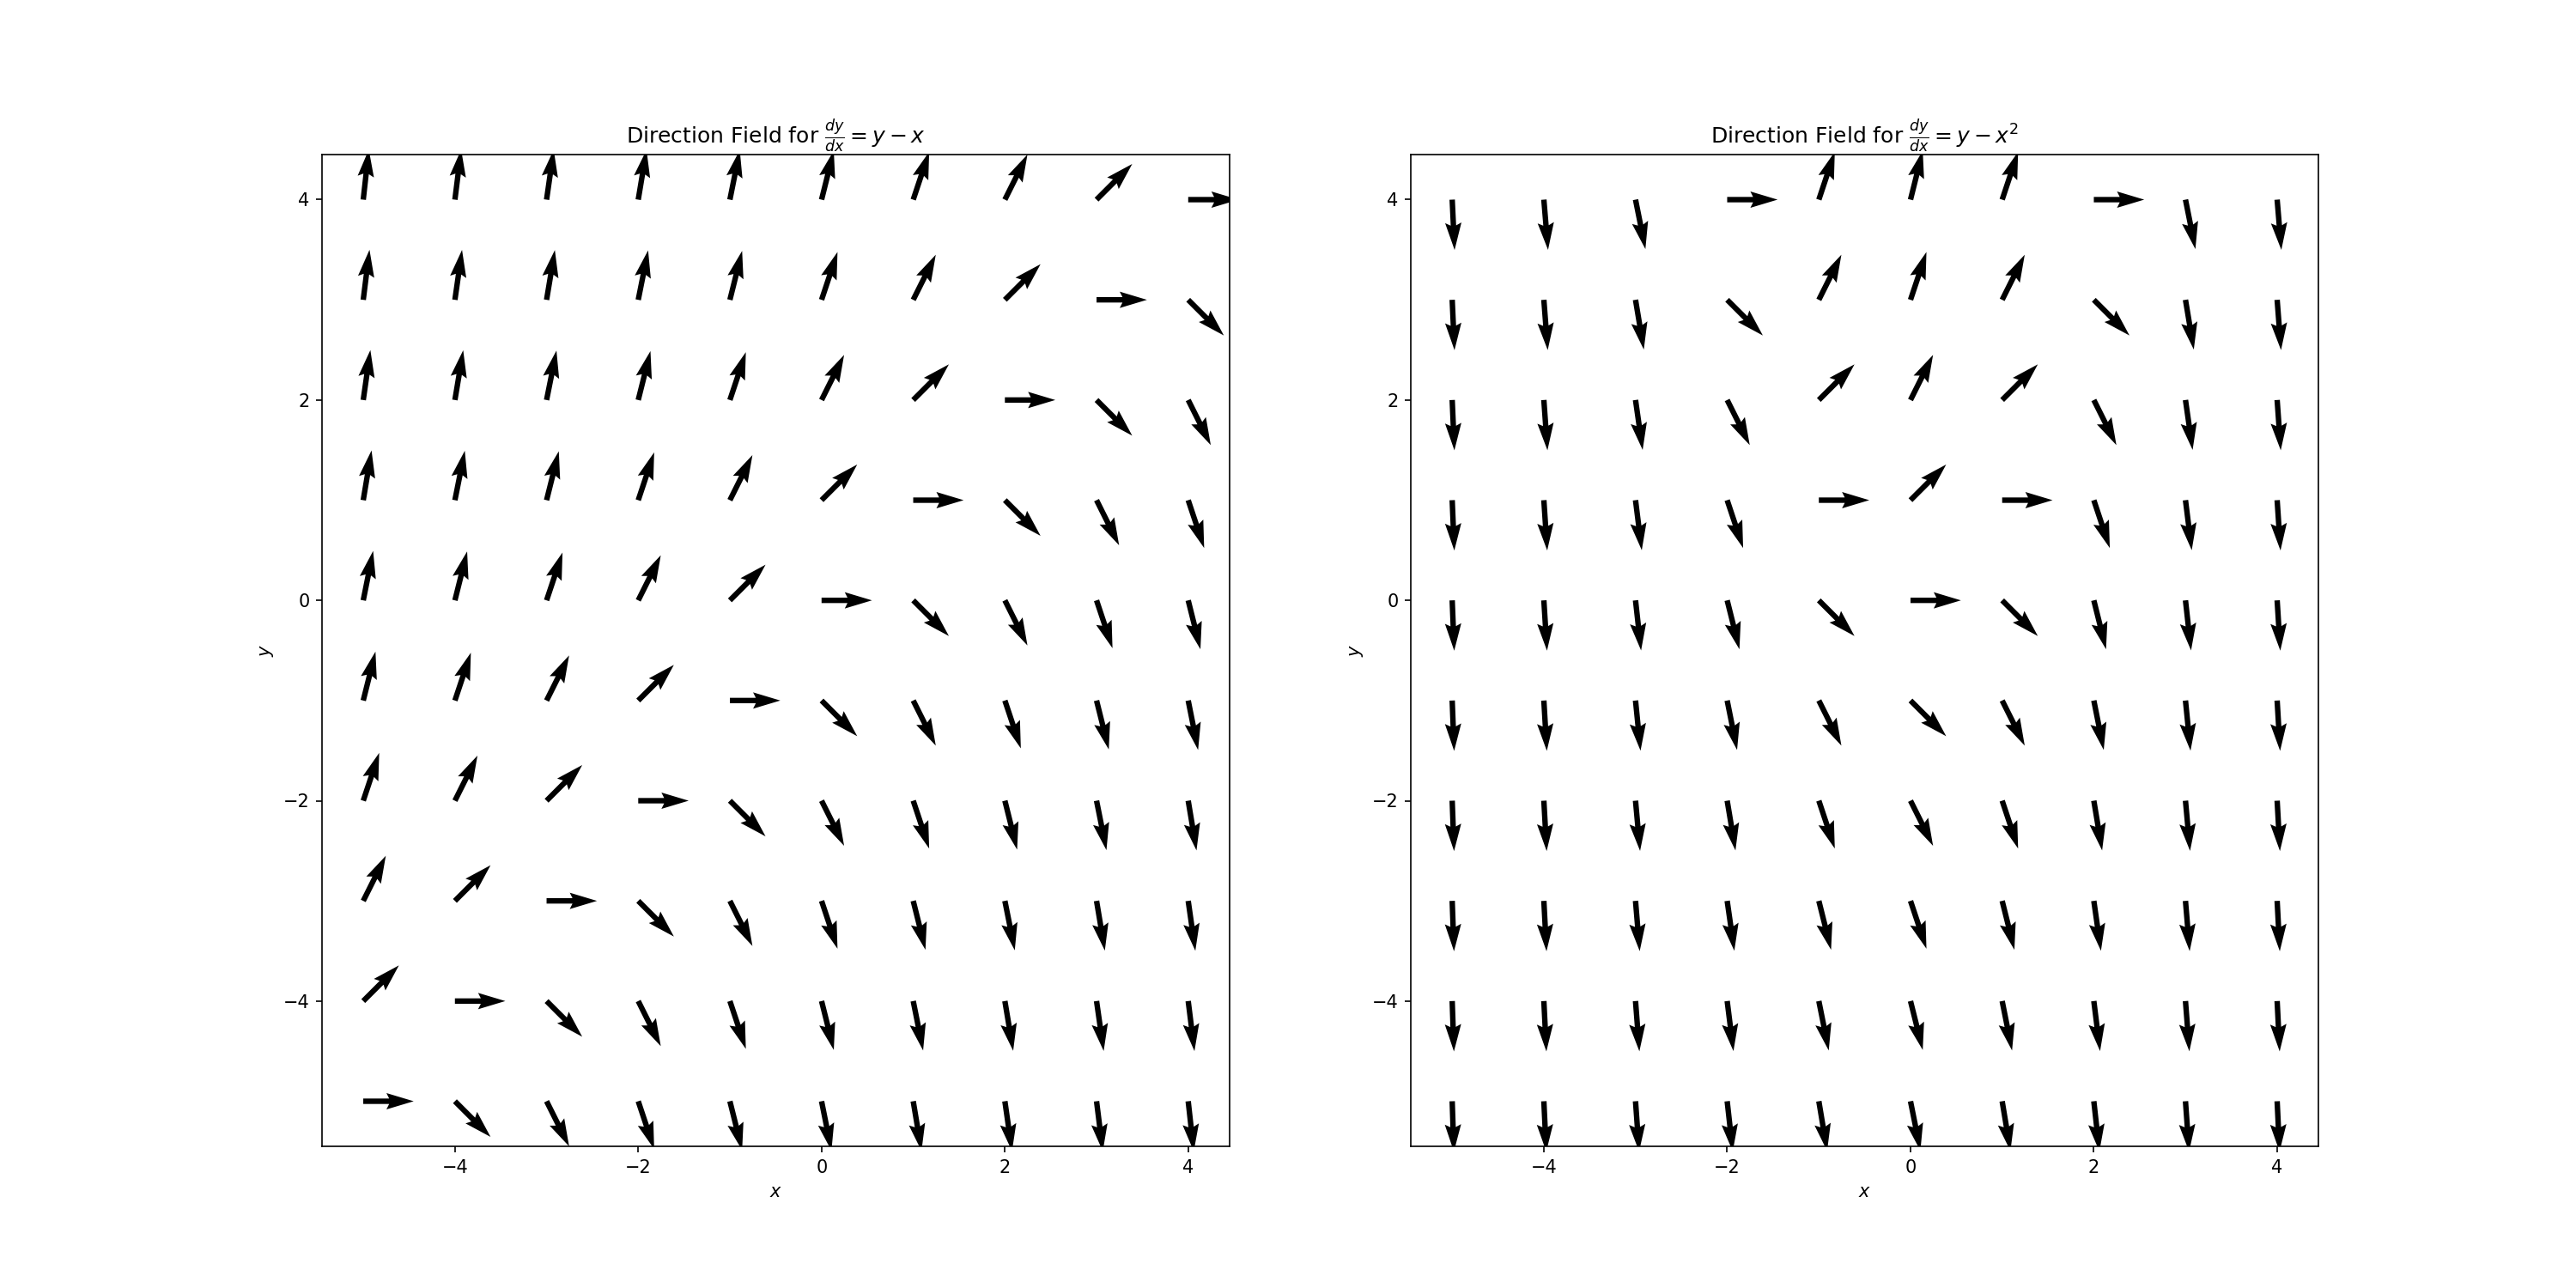 Direction Field for $\frac{dy}{dx} = y - x$
4
2
0
−2
−4
y
−4 −2 0 2 4
x
Direction Field for $\frac{dy}{dx} = y - x^2$
4
2
0
−2
−4
y
−4 −2 0 2 4
x